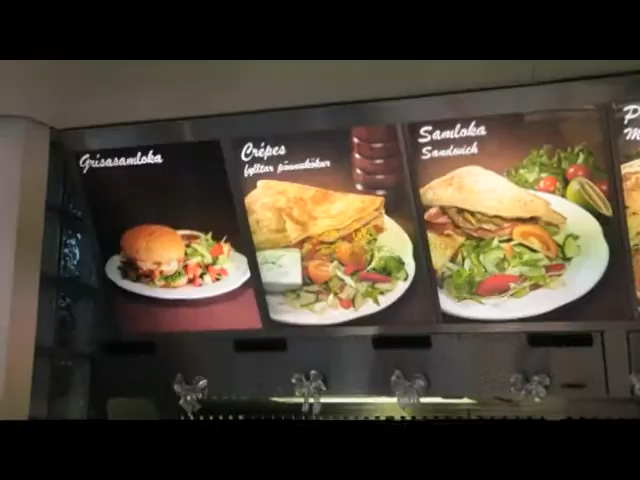 Grísasamloka
Crépes
fylltar pönnukökur
Samloka
Sandwich